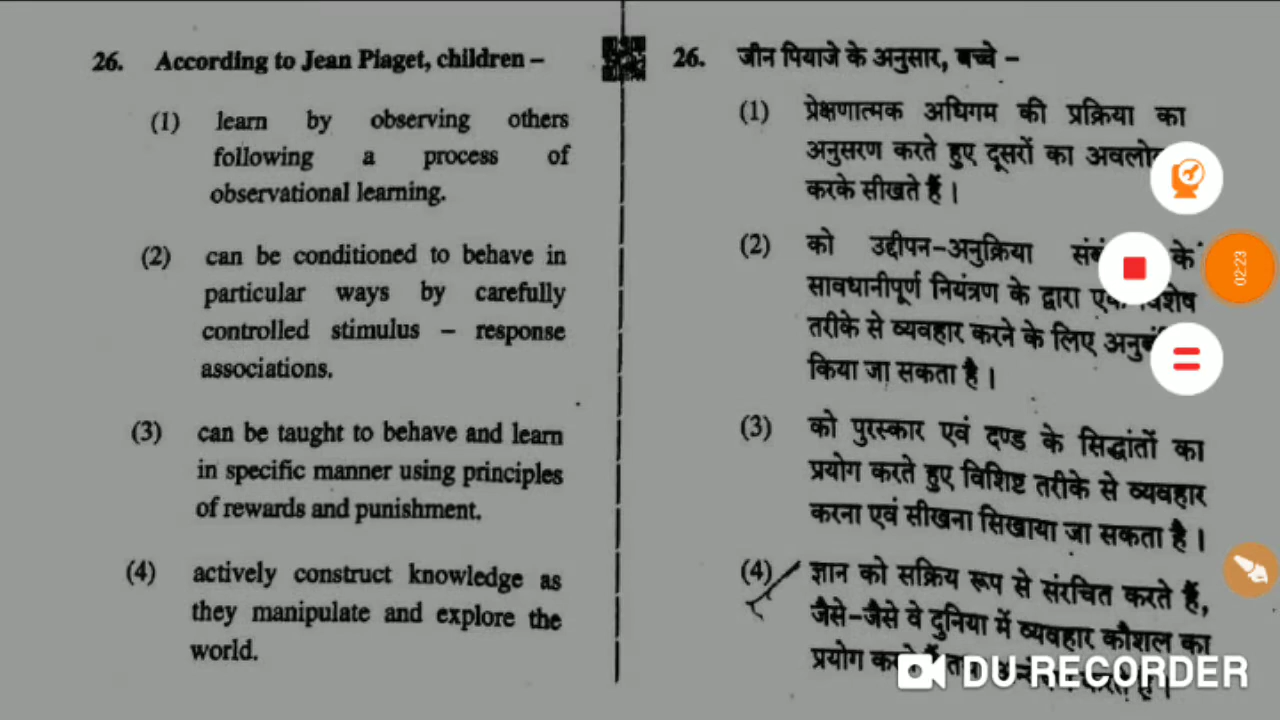 26. According to Jean Piaget, children –
(1) learn by observing others
following a process of
observational learning.
(2) can be conditioned to behave in
particular ways by carefully
controlled stimulus – response
associations.
(3) can be taught to behave and learn
in specific manner using principles
of rewards and punishment.
(4) actively construct knowledge as
they manipulate and explore the
world.
26. जीन पियाजे के अनुसार, बच्चे –
(1) प्रेक्षणात्मक अधिगम की प्रक्रिया का
अनुसरण करते हुए दूसरों का
करके सीखते हैं ।
(2) को उद्दीपन-अनुक्रिया के
सावधानीपूर्ण नियंत्रण के द्वारा
तरीके से व्यवहार करने के लिए
किया जा सकता है ।
(3) को पुरस्कार एवं दण्ड के सिद्धांतों का
प्रयोग करते हुए विशिष्ट तरीके से व्यवहार
करना एवं सीखना सिखाया जा सकता है ।
(4) ज्ञान को सक्रिय रूप से संरचित करते हैं,
जैसे-जैसे वे दुनिया में व्यवहार कौशल का
प्रयोग
02:23
DU RECORDER